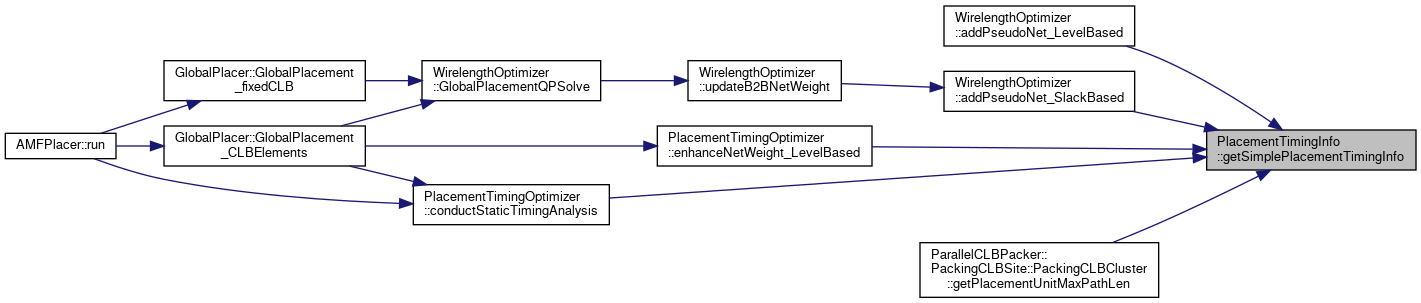 WirelengthOptimizer
::addPseudoNet_LevelBased
GlobalPlacer::GlobalPlacement
_fixedCLB
WirelengthOptimizer
::GlobalPlacementQPSolve
WirelengthOptimizer
::updateB2BNetWeight
WirelengthOptimizer
::addPseudoNet_SlackBased
AMFPlacer::run
GlobalPlacer::GlobalPlacement
_CLBElements
PlacementTimingOptimizer
::enhanceNetWeight_LevelBased
PlacementTimingInfo
::getSimplePlacementTimingInfo
PlacementTimingOptimizer
::conductStaticTimingAnalysis
ParallelCLBPacker::
PackingCLBSite::PackingCLBCluster
::getPlacementUnitMaxPathLen